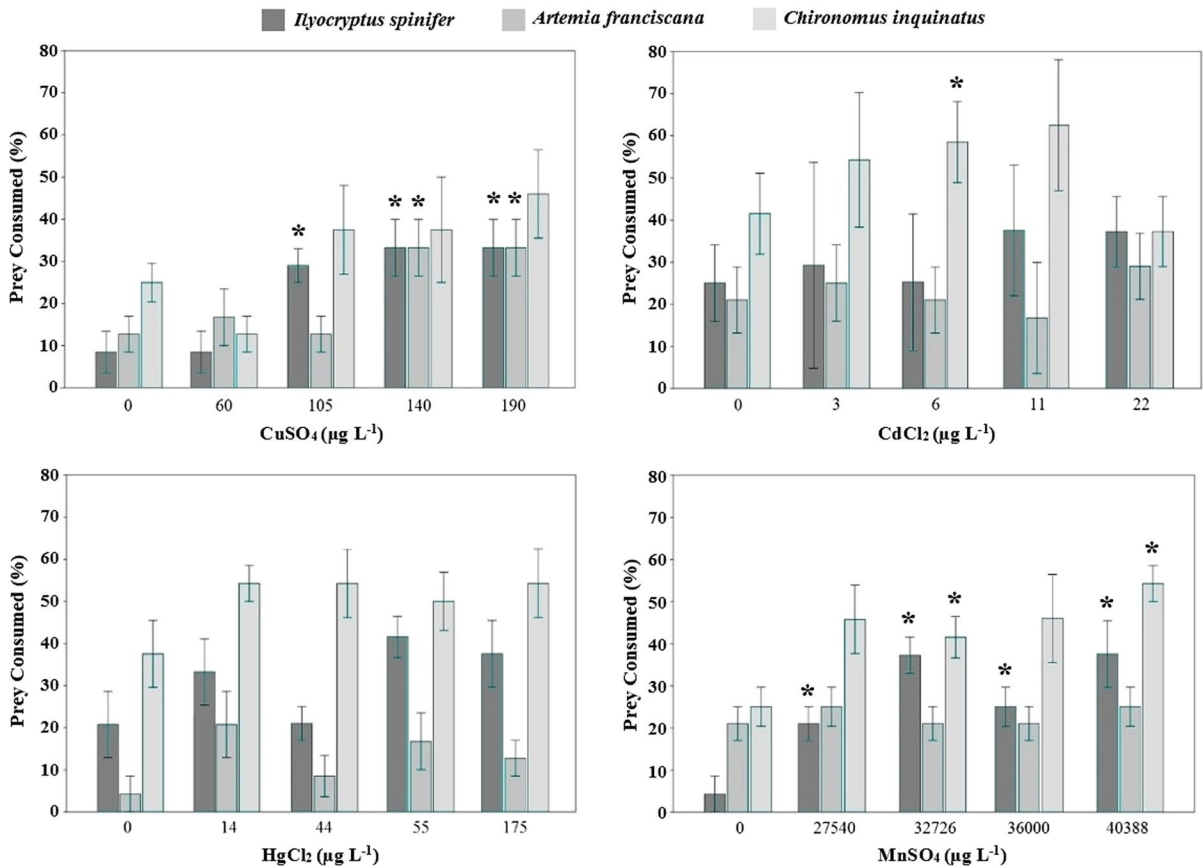 Ilyocryptus spinifer Artemia franciscana Chironomus inquinatus
80
70
60
50
40
30
20
10
0
Prey Consumed (%)
* * * * *
0 60 105 140 190
CuSO₄ (µg L⁻¹)
80
70
60
50
40
30
20
10
0
Prey Consumed (%)
*
0 3 6 11 22
CdCl₂ (µg L⁻¹)
80
70
60
50
40
30
20
10
0
Prey Consumed (%)
0 14 44 55 175
HgCl₂ (µg L⁻¹)
80
70
60
50
40
30
20
10
0
Prey Consumed (%)
* * * * * *
0 27540 32726 36000 40388
MnSO₄ (µg L⁻¹)